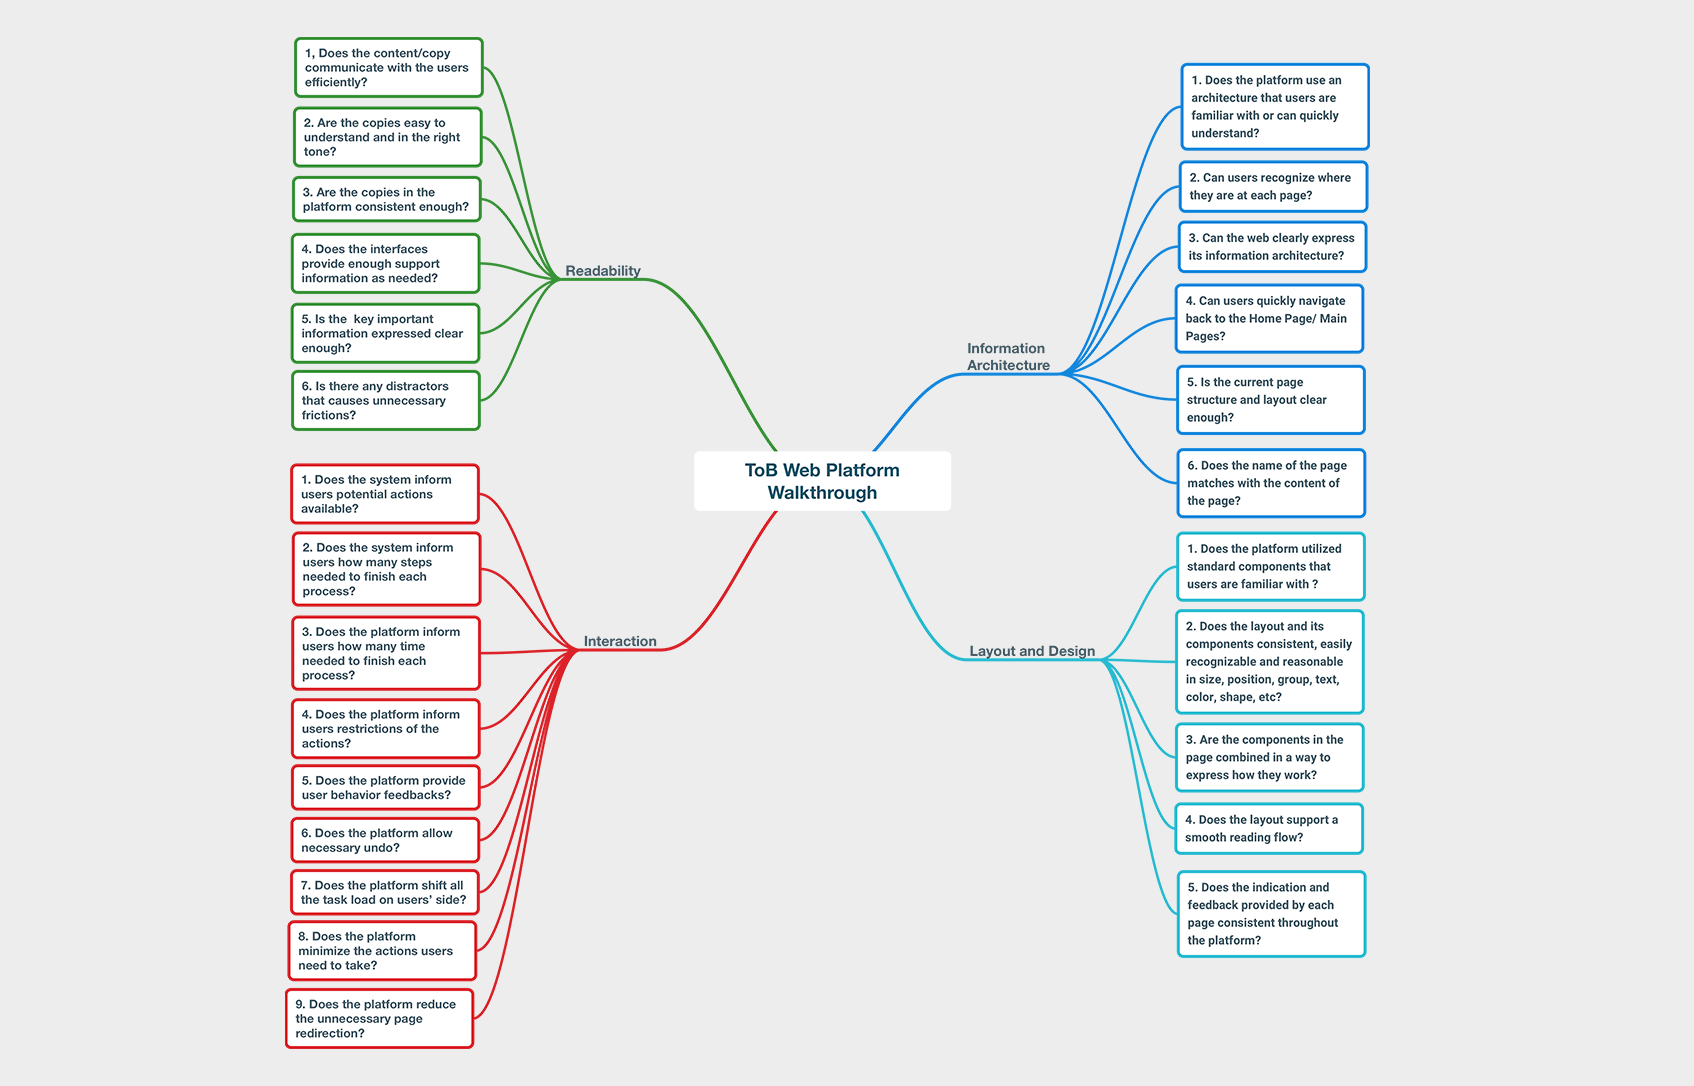 1, Does the content/copy
communicate with the users
efficiently?
2. Are the copies easy to
understand and in the right
tone?
3. Are the copies in the
platform consistent enough?
4. Does the interfaces
provide enough support
information as needed?
5. Is the  key important
information expressed clear
enough?
6. Is there any distractors
that causes unnecessary
frictions?
Readability
1. Does the system inform
users potential actions
available?
2. Does the system inform
users how many steps
needed to finish each
process?
3. Does the platform inform
users how many time
needed to finish each
process?
4. Does the platform inform
users restrictions of the
actions?
5. Does the platform provide
user behavior feedbacks?
6. Does the platform allow
necessary undo?
7. Does the platform shift all
the task load on users’ side?
8. Does the platform
minimize the actions users
need to take?
9. Does the platform reduce
the unnecessary page
redirection?
Interaction
ToB Web Platform
Walkthrough
Information
Architecture
1. Does the platform use an
architecture that users are
familiar with or can quickly
understand?
2. Can users recognize where
they are at each page?
3. Can the web clearly express
its information architecture?
4. Can users quickly navigate
back to the Home Page/ Main
Pages?
5. Is the current page
structure and layout clear
enough?
6. Does the name of the page
matches with the content of
the page?
Layout and Design
1. Does the platform utilized
standard components that
users are familiar with ?
2. Does the layout and its
components consistent, easily
recognizable and reasonable
in size, position, group, text,
color, shape, etc?
3. Are the components in the
page combined in a way to
express how they work?
4. Does the layout support a
smooth reading flow?
5. Does the indication and
feedback provided by each
page consistent throughout
the platform?